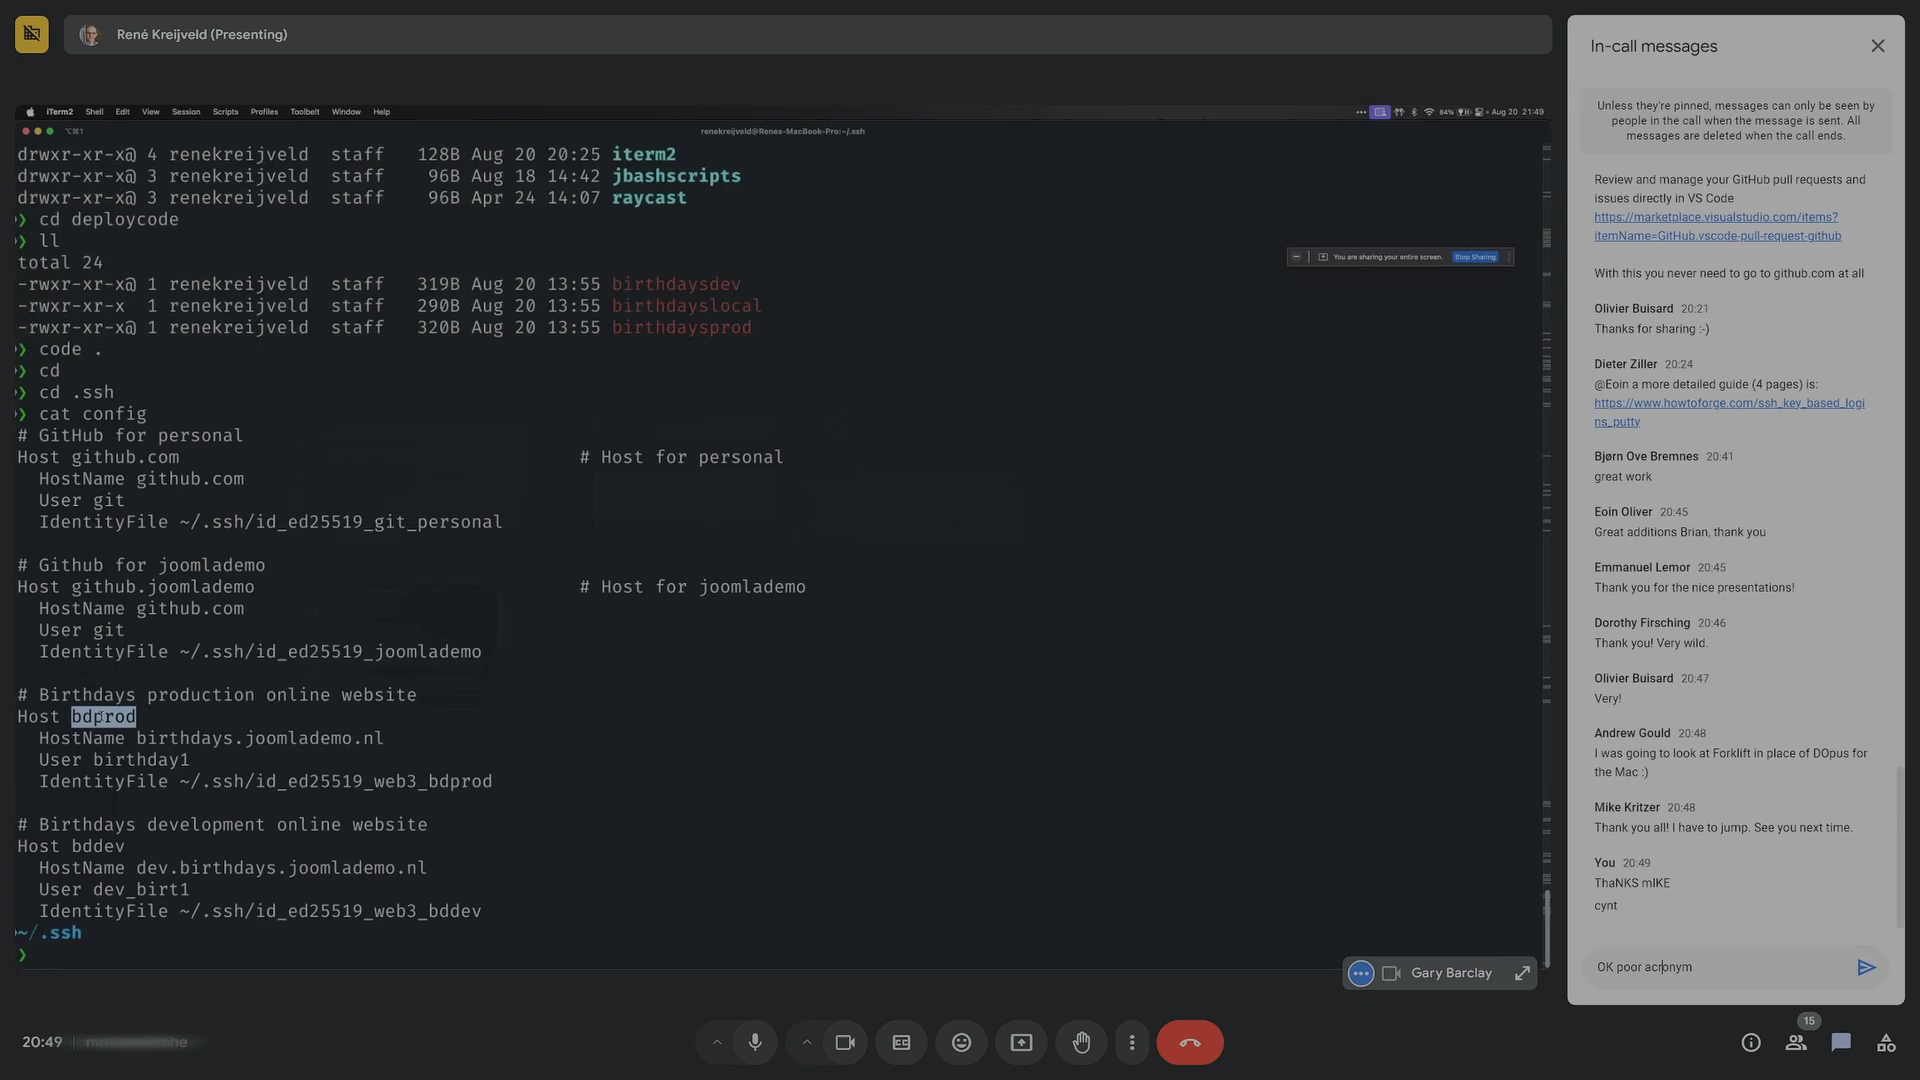 René Kreijveld (Presenting)
iTerm2 Shell Edit View Session Scripts Profiles Toolbelt Window Help
84% Aug 20 21:49
⌥⌘1
renekreijveld@Renes-MacBook-Pro:~/.ssh
drwxr-xr-x@ 4 renekreijveld staff 128B Aug 20 20:25 iterm2
drwxr-xr-x@ 3 renekreijveld staff 96B Aug 18 14:42 jbashscripts
drwxr-xr-x@ 3 renekreijveld staff 96B Apr 24 14:07 raycast
❯ cd deploycode
❯ ll
total 24
-rwxr-xr-x@ 1 renekreijveld staff 319B Aug 20 13:55 birthdaysdev
-rwxr-xr-x 1 renekreijveld staff 290B Aug 20 13:55 birthdayslocal
-rwxr-xr-x@ 1 renekreijveld staff 320B Aug 20 13:55 birthdaysprod
❯ code .
❯ cd
❯ cd .ssh
❯ cat config
# GitHub for personal
Host github.com # Host for personal
HostName github.com
User git
IdentityFile ~/.ssh/id_ed25519_git_personal
# Github for joomlademo
Host github.joomlademo # Host for joomlademo
HostName github.com
User git
IdentityFile ~/.ssh/id_ed25519_joomlademo
# Birthdays production online website
Host bdprod
HostName birthdays.joomlademo.nl
User birthday1
IdentityFile ~/.ssh/id_ed25519_web3_bdprod
# Birthdays development online website
Host bddev
HostName dev.birthdays.joomlademo.nl
User dev_birt1
IdentityFile ~/.ssh/id_ed25519_web3_bddev
~/.ssh
❯
You are sharing your entire screen. Stop Sharing
Gary Barclay
In-call messages
Unless they're pinned, messages can only be seen by
people in the call when the message is sent. All
messages are deleted when the call ends.
Review and manage your GitHub pull requests and
issues directly in VS Code
https://marketplace.visualstudio.com/items?
itemName=GitHub.vscode-pull-request-github
With this you never need to go to github.com at all
Olivier Buisard 20:21
Thanks for sharing :-)
Dieter Ziller 20:24
@Eoin a more detailed guide (4 pages) is:
https://www.howtoforge.com/ssh_key_based_logi
ns_putty
Bjørn Ove Bremnes 20:41
great work
Eoin Oliver 20:45
Great additions Brian, thank you
Emmanuel Lemor 20:45
Thank you for the nice presentations!
Dorothy Firsching 20:46
Thank you! Very wild.
Olivier Buisard 20:47
Very!
Andrew Gould 20:48
I was going to look at Forklift in place of DOpus for
the Mac :)
Mike Kritzer 20:48
Thank you all! I have to jump. See you next time.
You 20:49
ThaNKS mIKE
cynt
OK poor acronym
20:49
15